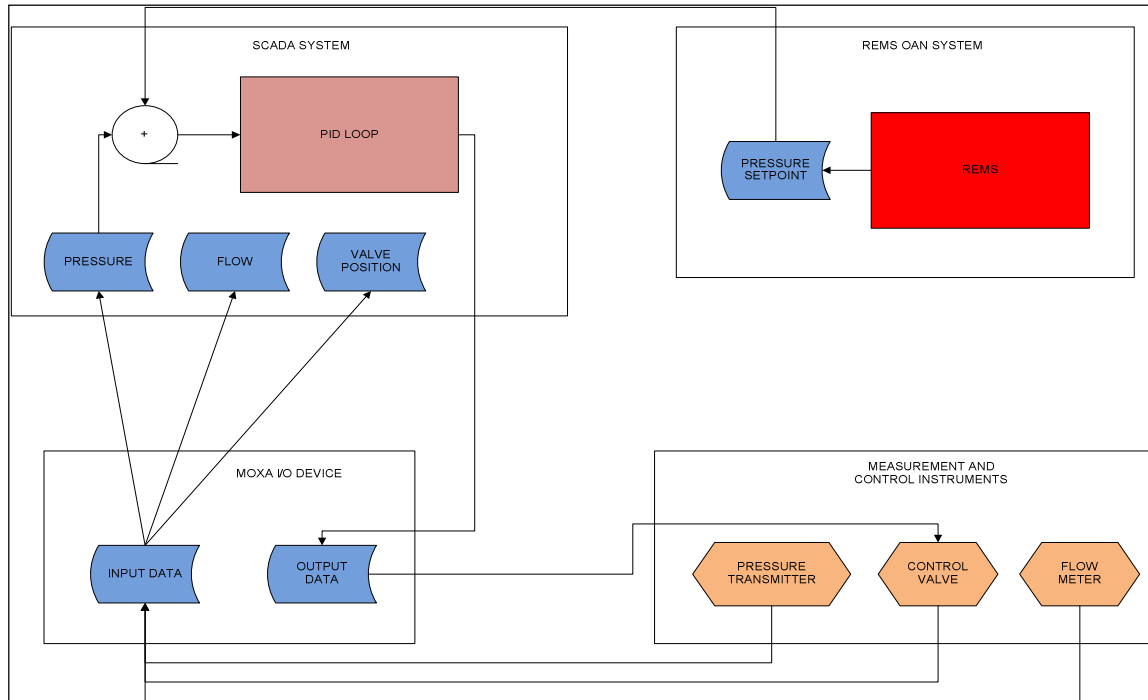 SCADA SYSTEM
REMS OAN SYSTEM
+
PID LOOP
PRESSURE
SETPOINT
REMS
PRESSURE
FLOW
VALVE
POSITION
MOXA I/O DEVICE
MEASUREMENT AND
CONTROL INSTRUMENTS
INPUT DATA
OUTPUT
DATA
PRESSURE
TRANSMITTER
CONTROL
VALVE
FLOW
METER